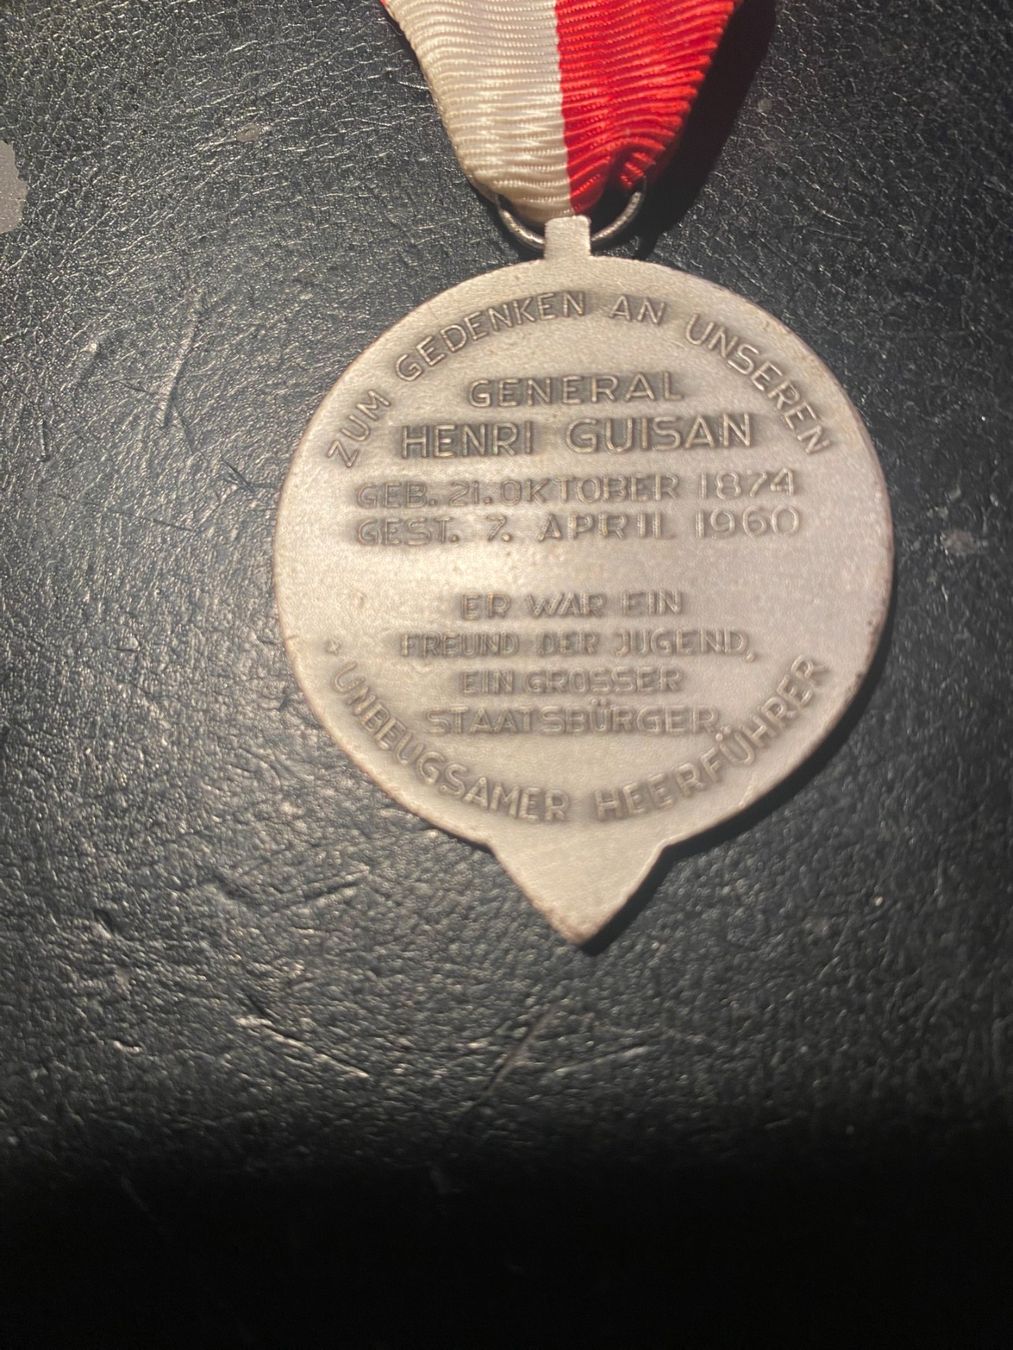 ZUM GEDENKEN AN UNSEREN
GENERAL
HENRI GUISAN
GEB. 21. OKTOBER 1874
GEST. 7. APRIL 1960
ER WAR EIN
FREUND DER JUGEND,
EIN GROSSER
STAATSBÜRGER,
* UNBEUGSAMER HEERFÜHRER